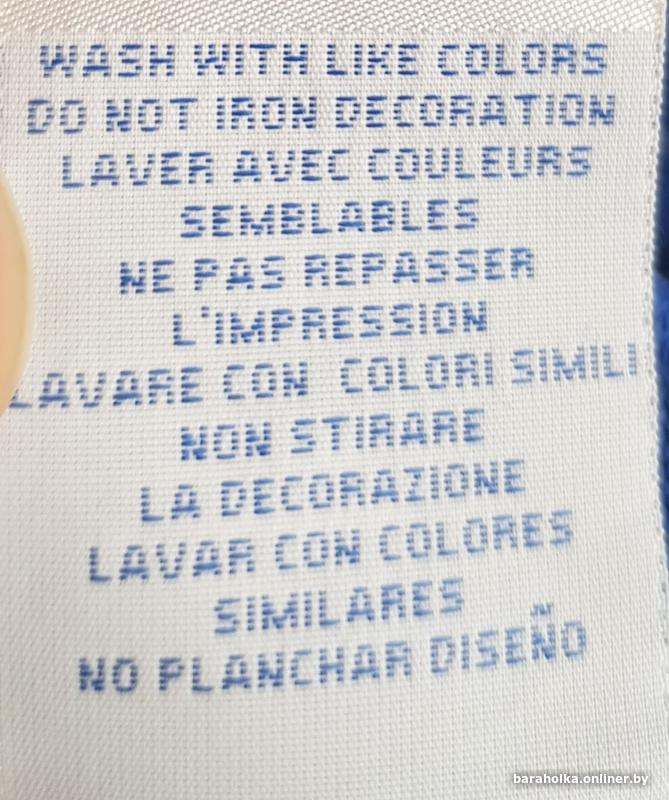 WASH WITH LIKE COLORS
DO NOT IRON DECORATION
LAVER AVEC COULEURS
SEMBLABLES
NE PAS REPASSER
L'IMPRESSION
LAVARE CON COLORI SIMILI
NON STIRARE
LA DECORAZIONE
LAVAR CON COLORES
SIMILARES
NO PLANCHAR DISEÑO
baraholka.onliner.by